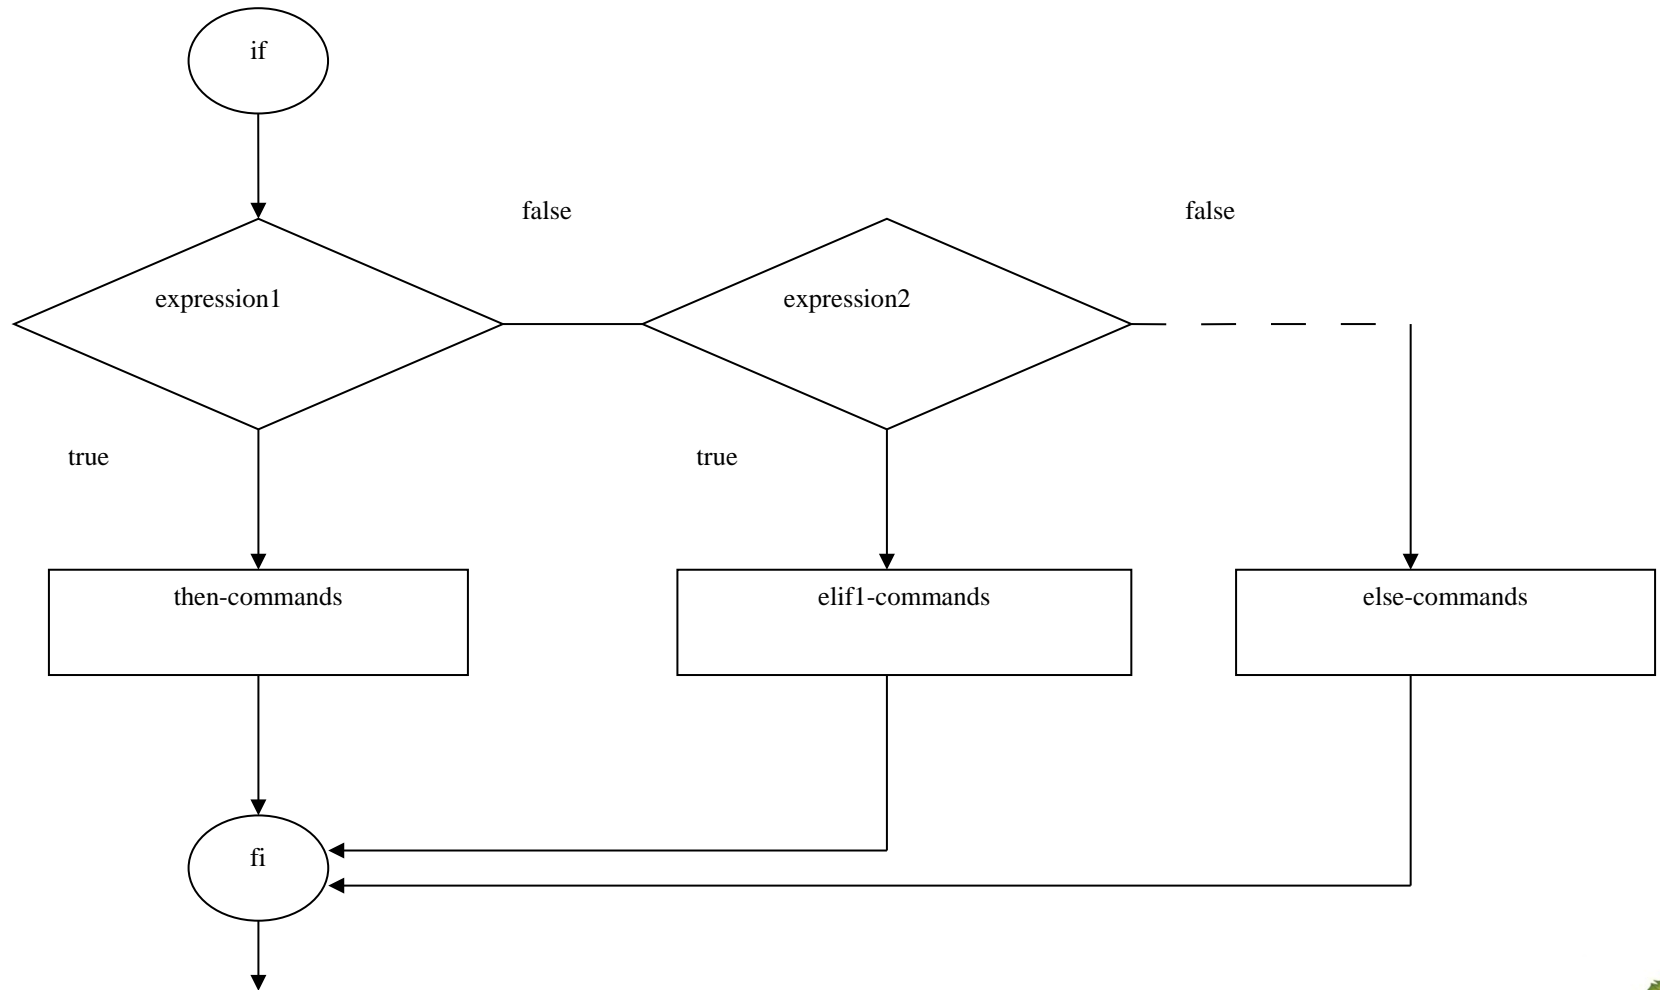 if
false
false
expression1
expression2
true
true
then-commands
elif1-commands
else-commands
fi